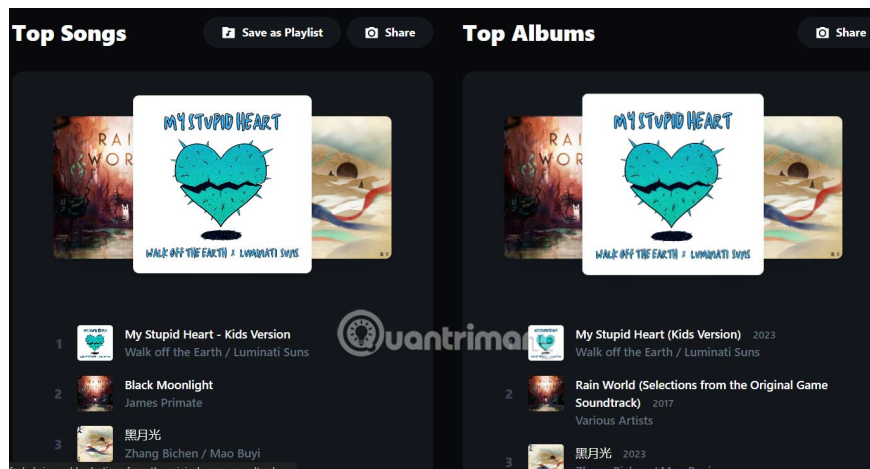 Top Songs
Save as Playlist
Share
MY STUPID HEART
WALK OFF THE EARTH x LUMINATI SUNS
1
My Stupid Heart - Kids Version
Walk off the Earth / Luminati Suns
2
Black Moonlight
James Primate
3
黑月光
Zhang Bichen / Mao Buyi
Top Albums
Share
MY STUPID HEART
WALK OFF THE EARTH x LUMINATI SUNS
My Stupid Heart (Kids Version) 2023
Walk off the Earth / Luminati Suns
2
Rain World (Selections from the Original Game
Soundtrack) 2017
Various Artists
3
黑月光 2023
Quantriman